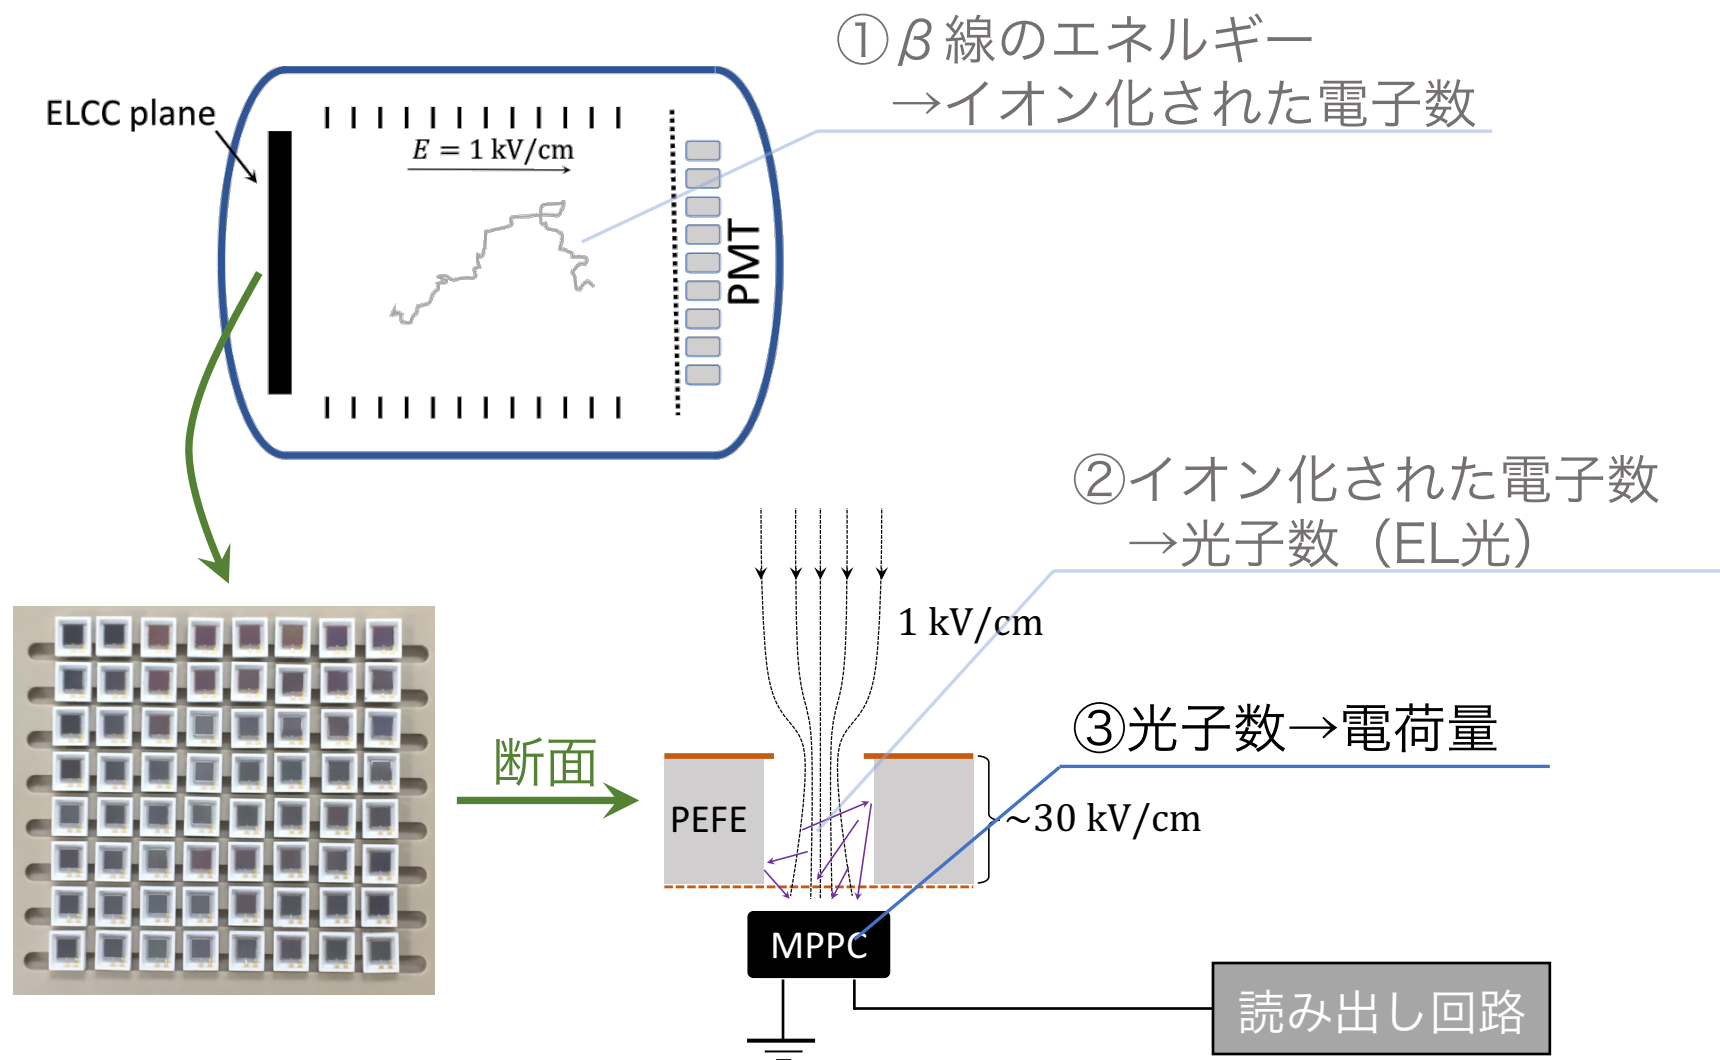 ①β線のエネルギー
→イオン化された電子数
ELCC plane
E = 1 kV/cm
PMT
②イオン化された電子数
→光子数（EL光）
1 kV/cm
③光子数→電荷量
断面
PEFE
~30 kV/cm
MPPC
読み出し回路